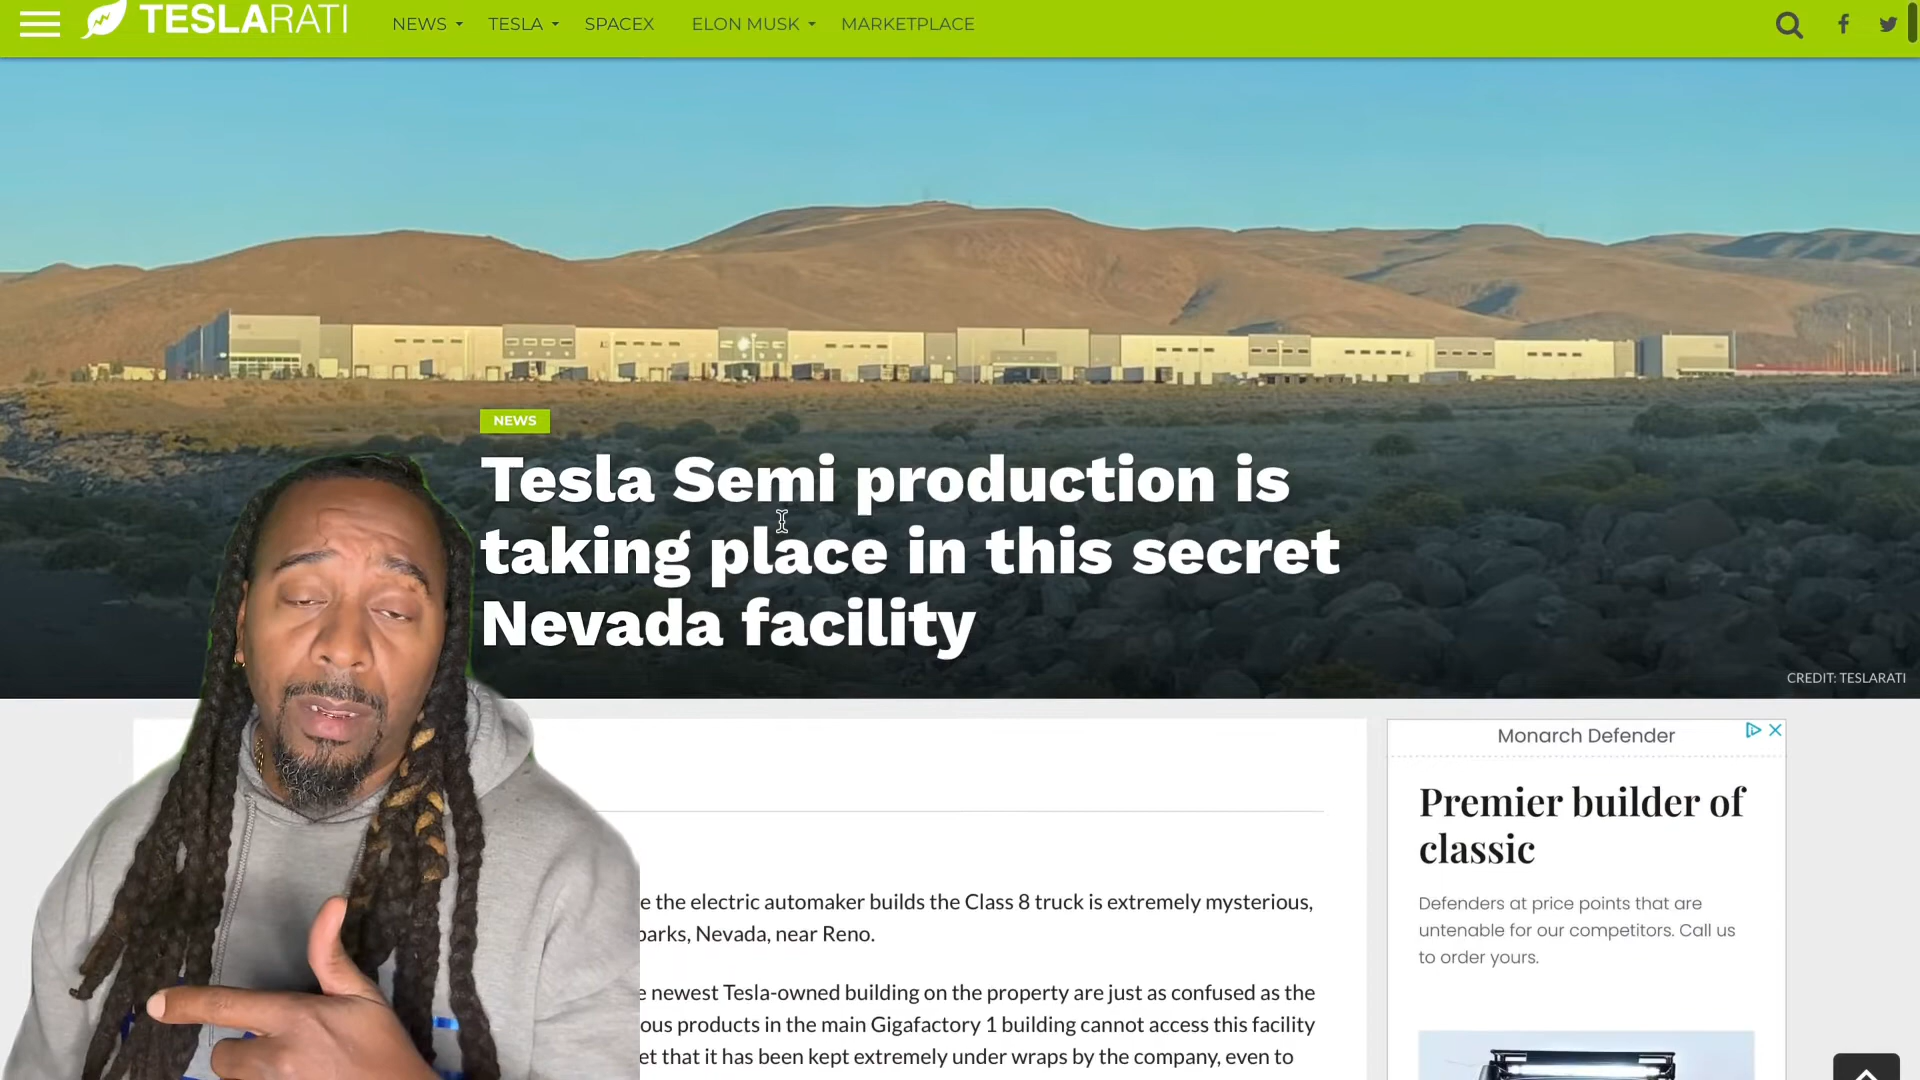 TESLARATI
NEWS
TESLA
SPACEX
ELON MUSK
MARKETPLACE
NEWS
Tesla Semi production is
taking place in this secret
Nevada facility
CREDIT: TESLARATI
the electric automaker builds the Class 8 truck is extremely mysterious,
Nevada, near Reno.
newest Tesla-owned building on the property are just as confused as the
products in the main Gigafactory 1 building cannot access this facility
that it has been kept extremely under wraps by the company, even to
Monarch Defender
Premier builder of
classic
Defenders at price points that are
untenable for our competitors. Call us
to order yours.